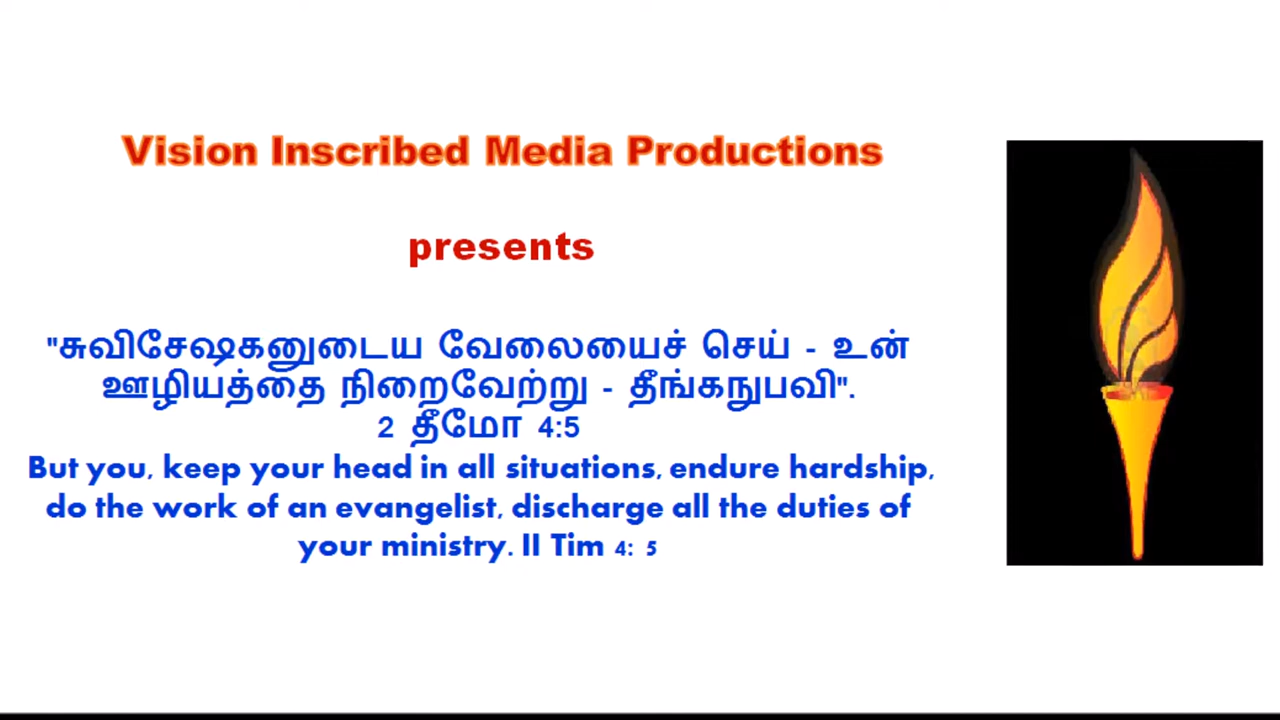 Vision Inscribed Media Productions
presents
"சுவிசேஷகனுடைய வேலையைச் செய் - உன்
ஊழியத்தை நிறைவேற்று - தீங்கநுபவி".
2 தீமோ 4:5
But you, keep your head in all situations, endure hardship,
do the work of an evangelist, discharge all the duties of
your ministry. II Tim 4: 5